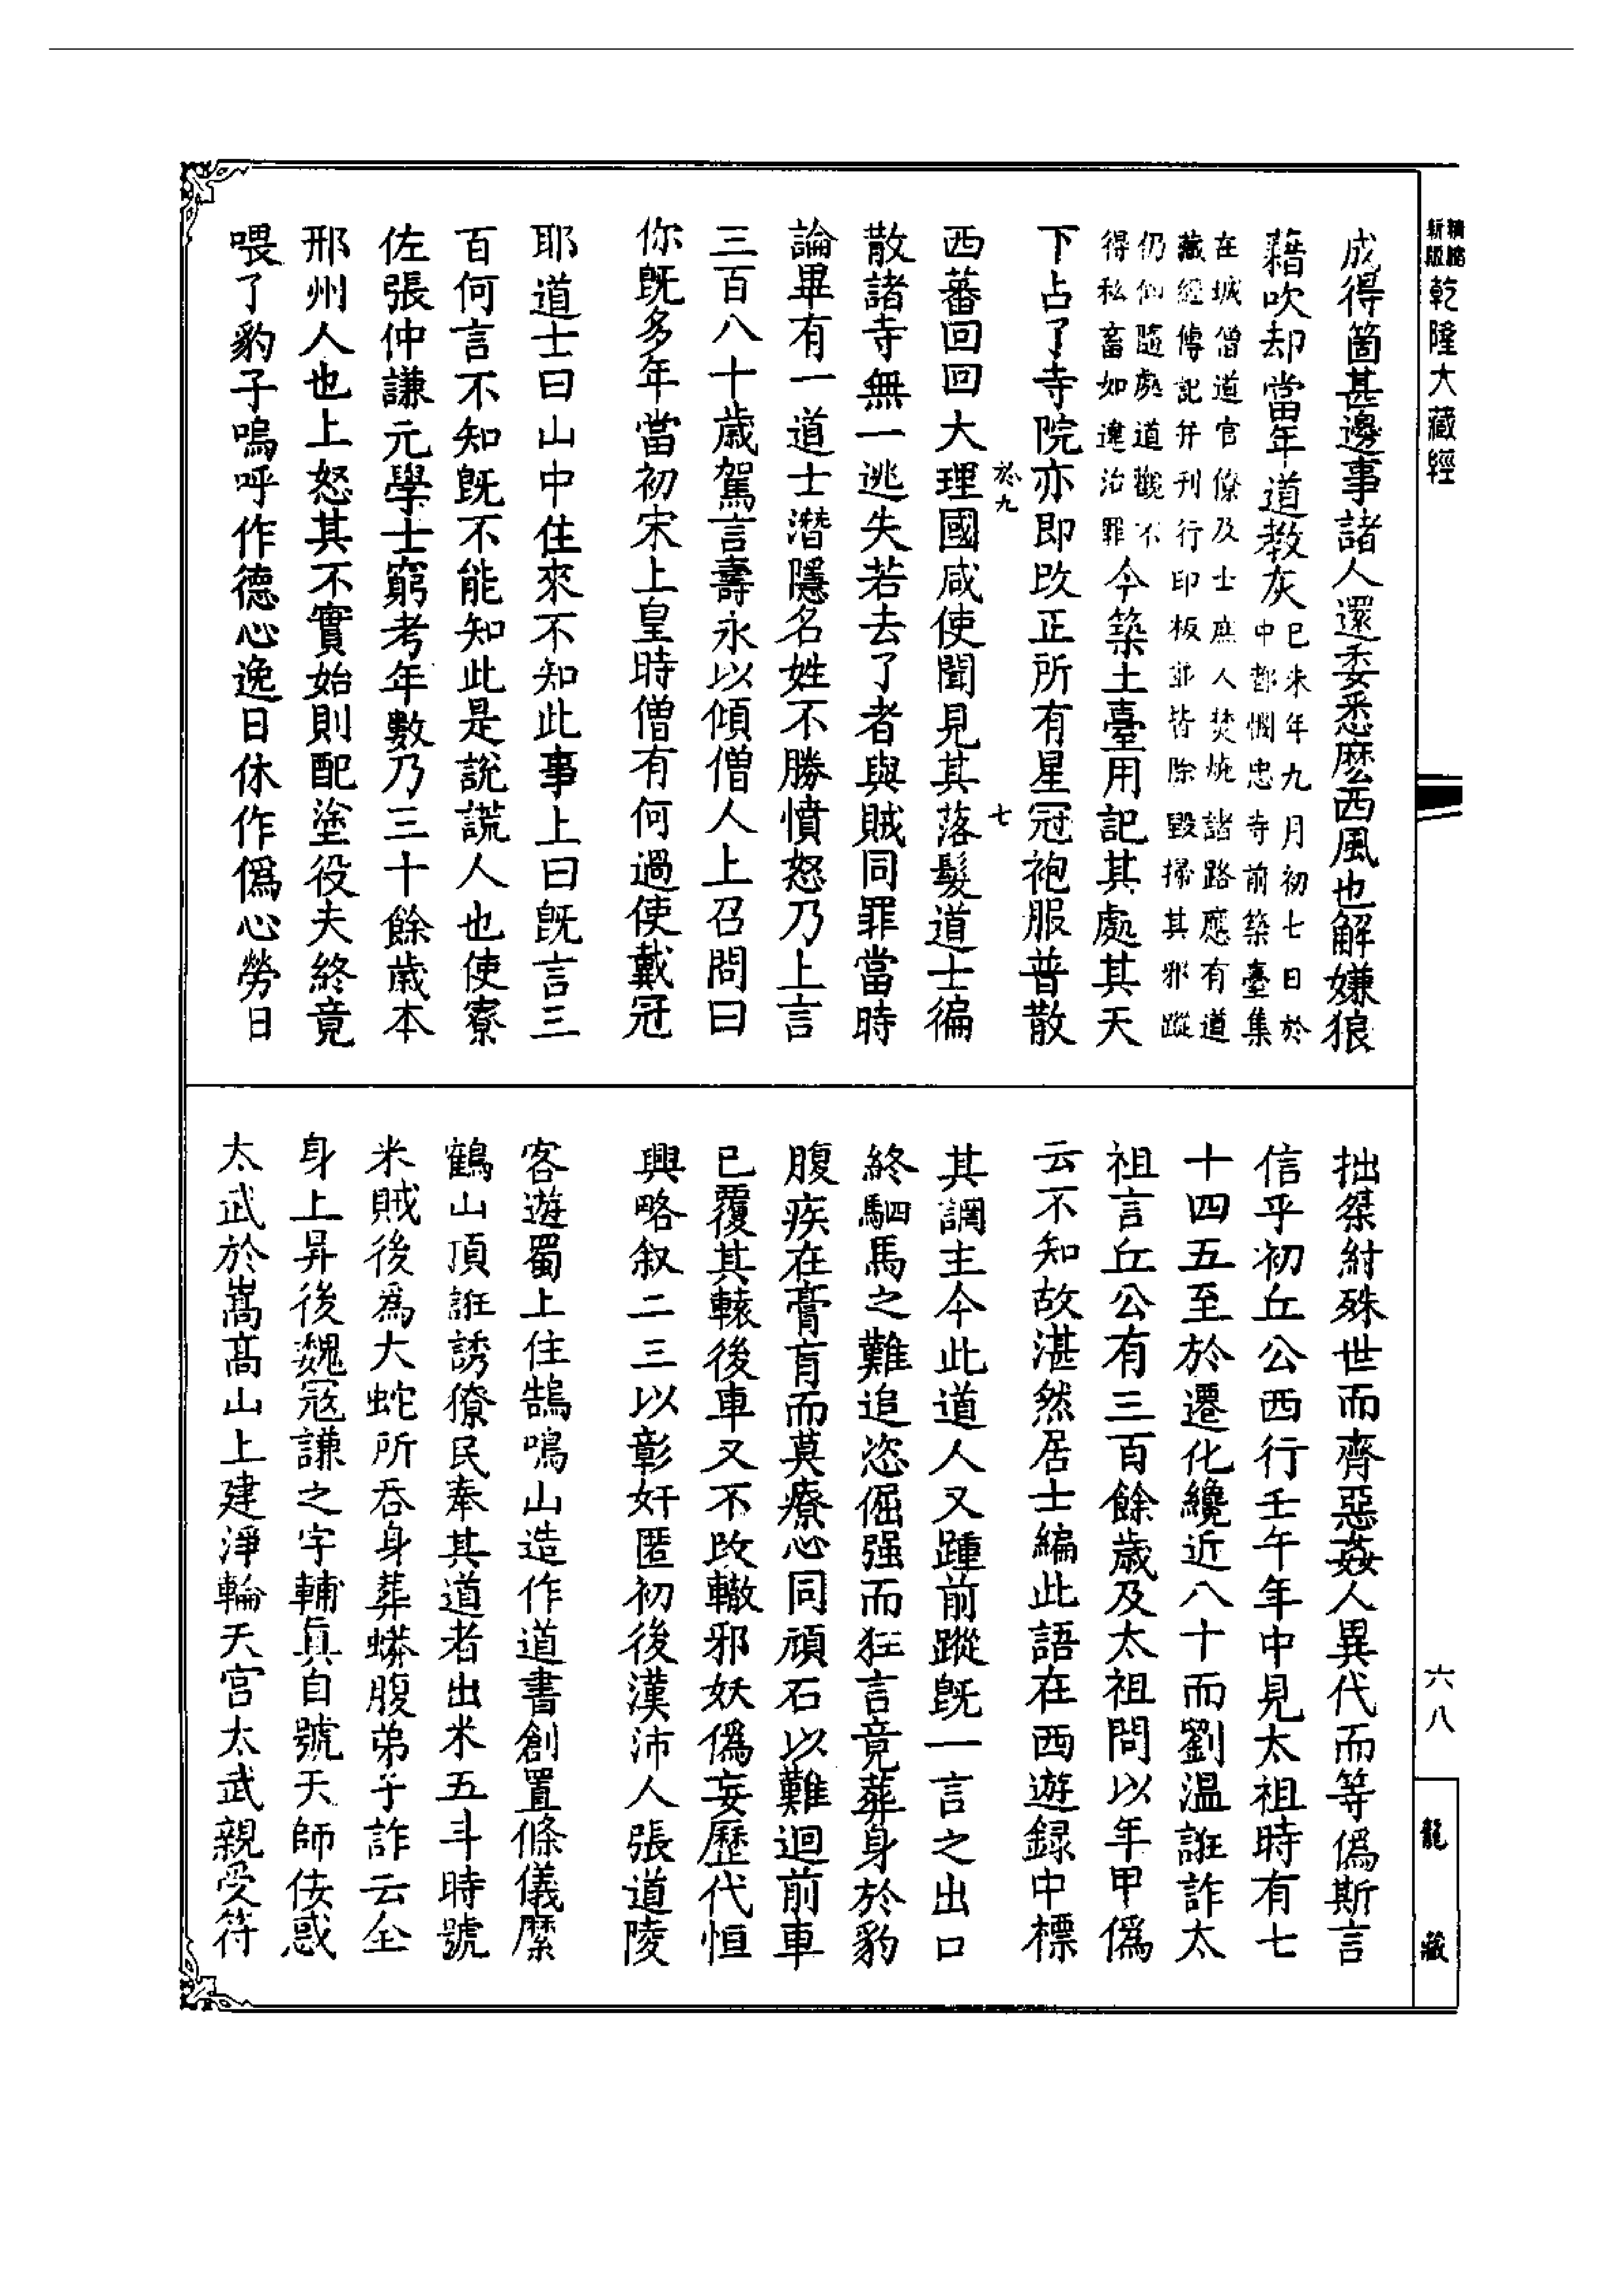 精縮
新版
乾隆大藏經
成得箇甚邊事諸人還委悉麽西風也解嫌狼
藉吹却當年道教灰
已未年九月初七日於
中都憫忠寺前築臺集
在城僧道官僚及士庶人焚燒諸路應有道
藏經傳記并刊行印板並皆除毀掃其邪蹤
仍仰隨處道觀不
得私畜如違治罪
今築土臺用記其處其天
下占了寺院亦即改正所有星冠袍服普散
於九
七
西蕃回回大理國咸使聞見其落髮道士徧
散諸寺無一逃失若去了者與賊同罪當時
論畢有一道士潛隱名姓不勝憤怒乃上言
三百八十歲駕言壽永以傾僧人上召問曰
你既多年當初宋上皇時僧有何過使戴冠
耶道士曰山中住來不知此事上曰既言三
百何言不知既不能知此是說謊人也使寮
佐張仲謙元學士窮考年數乃三十餘歲本
邢州人也上怒其不實始則配塗役夫終竟
喂了豹子嗚呼作德心逸日休作僞心勞日
拙桀紂殊世而齊惡姦人異代而等僞斯言
信乎初丘公西行壬午年中見太祖時有七
十四五至於遷化纔近八十而劉溫誑詐太
祖言丘公有三百餘歲及太祖問以年甲僞
云不知故湛然居士編此語在西遊録中標
其謿主今此道人又踵前蹤既一言之出口
終駟馬之難追恣倔强而狂言竟葬身於豹
腹疾在膏肓而莫療心同頑石以難迴前車
已覆其轅後車又不改轍邪妖僞妄歷代恒
興略叙二三以彰奸匿初後漢沛人張道陵
客遊蜀上住鵠鳴山造作道書創置條儀縻
鶴山頂誑誘獠民奉其道者出米五斗時號
米賊後爲大蛇所吞身葬蟒腹弟子詐云全
身上昇後魏寇謙之字輔眞自號天師佞惑
太武於嵩髙山上建淨輪天宫太武親受符
六八
龍藏